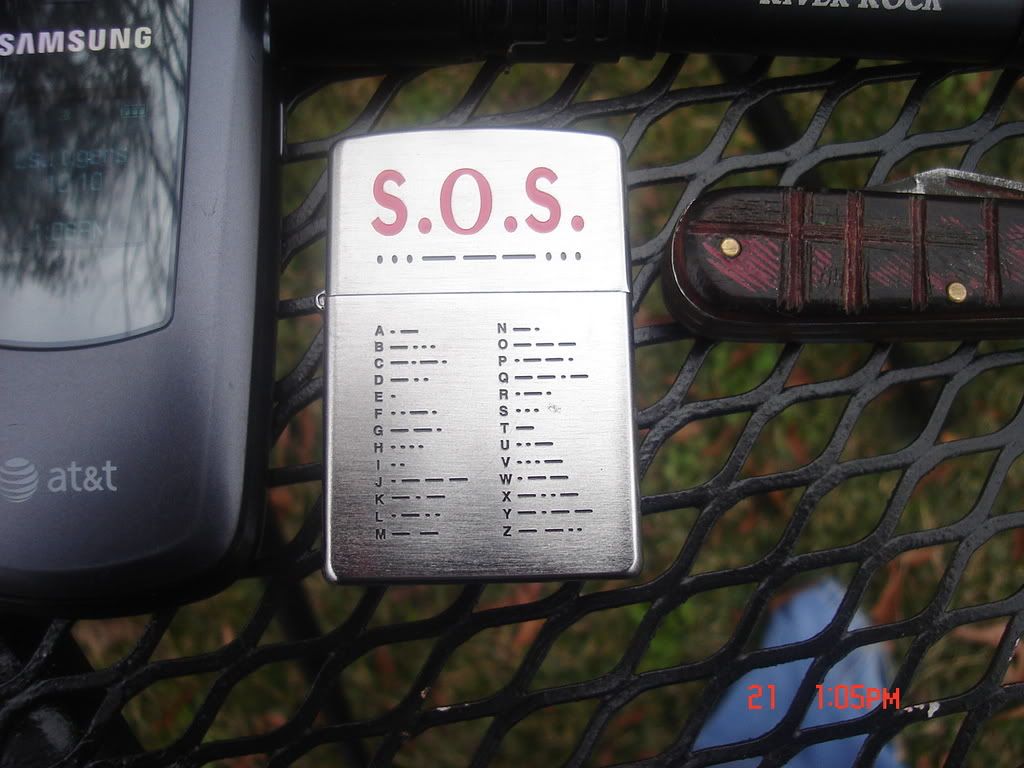 SAMSUNG
RIVER ROCK
S.O.S.
...———...
A ·—
B —···
C —·—·
D —··
E ·
F ··—·
G ——·
H ····
I ··
J ·———
K —·—
L ·—··
M ——
N —·
O ———
P ·——·
Q ——·—
R ·—·
S ···
T —
U ··—
V ···—
W ·——
X —··—
Y —·——
Z ——··
at&t
21 1:05PM